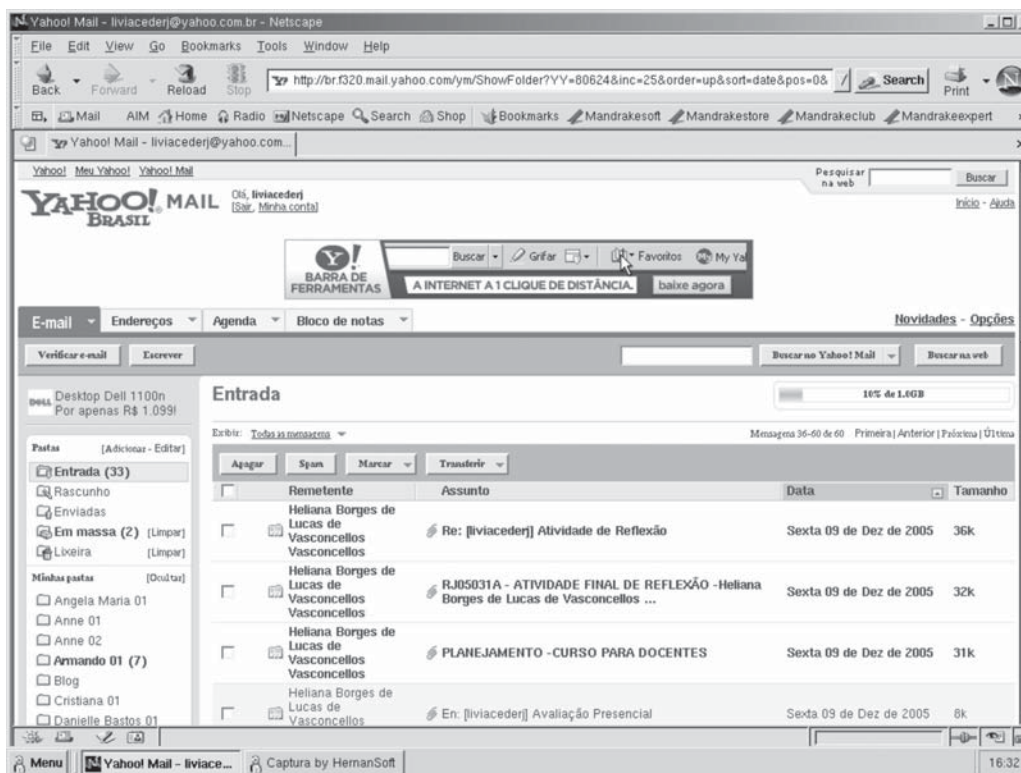 Yahoo! Mail - liviacederj@yahoo.com.br - Netscape
File Edit View Go Bookmarks Tools Window Help
Back Forward Reload Stop http://br.f320.mail.yahoo.com/ym/ShowFolder?YY=80624&inc=25&order=up&sort=date&pos=0& Search Print
Mail AIM Home Radio Netscape Search Shop Bookmarks Mandrakesoft Mandrakestore Mandrakeclub Mandrakeexpert
Yahoo! Mail - liviacederj@yahoo.com...
Yahoo! Meu Yahoo! Yahoo! Mail
Pesquisar na web Buscar
YAHOO! MAIL
BRASIL
Olá, liviacederj
[Sair, Minha conta]
Início - Ajuda
Y! BARRA DE FERRAMENTAS
Buscar Grifar Favoritos My Ya
A INTERNET A 1 CLIQUE DE DISTÂNCIA. baixe agora
E-mail Endereços Agenda Bloco de notas Novidades - Opções
Verificar e-mail Escrever Buscar no Yahoo! Mail Buscar na web
DELL Desktop Dell 1100n
Por apenas R$ 1.099!
Entrada
10% de 1.0GB
Exibir: Todas as mensagens Mensagens 36-60 de 60 Primeira | Anterior | Próxima | Última
Pastas [Adicionar - Editar]
Entrada (33)
Rascunho
Enviadas
Em massa (2) [Limpar]
Lixeira [Limpar]
Minhas pastas [Ocultar]
Angela Maria 01
Anne 01
Anne 02
Armando 01 (7)
Blog
Cristiana 01
Danielle Bastos 01
Apagar Spam Marcar Transferir
Remetente Assunto Data Tamanho
Heliana Borges de
Lucas de
Vasconcellos
Vasconcellos
Re: [liviacederj] Atividade de Reflexão Sexta 09 de Dez de 2005 36k
Heliana Borges de
Lucas de
Vasconcellos
Vasconcellos
RJ05031A - ATIVIDADE FINAL DE REFLEXÃO -Heliana
Borges de Lucas de Vasconcellos ...
Sexta 09 de Dez de 2005 32k
Heliana Borges de
Lucas de
Vasconcellos
Vasconcellos
PLANEJAMENTO -CURSO PARA DOCENTES Sexta 09 de Dez de 2005 31k
Heliana Borges de
Lucas de
Vasconcellos
En: [liviacederj] Avaliação Presencial Sexta 09 de Dez de 2005 8k
Menu Yahoo! Mail - liviace... Captura by HernanSoft 16:32